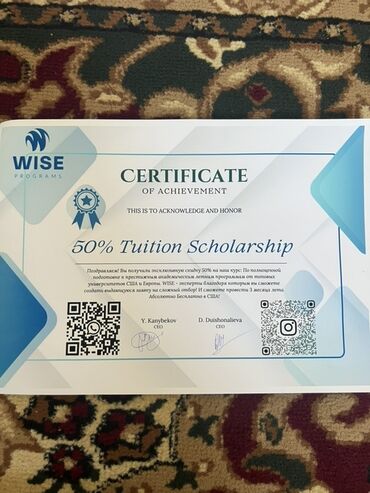 WISE
PROGRAMS
CERTIFICATE
OF ACHIEVEMENT
THIS IS TO ACKNOWLEDGE AND HONOR
50% Tuition Scholarship
Поздравляем! Вы получили эксклюзивную скидку 50% на наш курс: По полноценной
подготовке к престижным академическим летним программам от топовых
университетов США и Европы. WISE - эксперты благодаря которым вы сможете
создать выдающуюся заявку на сложный отбор! И сможете провести 3 месяца лета
Абсолютно Бесплатно в США!
Y. Kanybekov
CEO
D. Duishonalieva
CEO